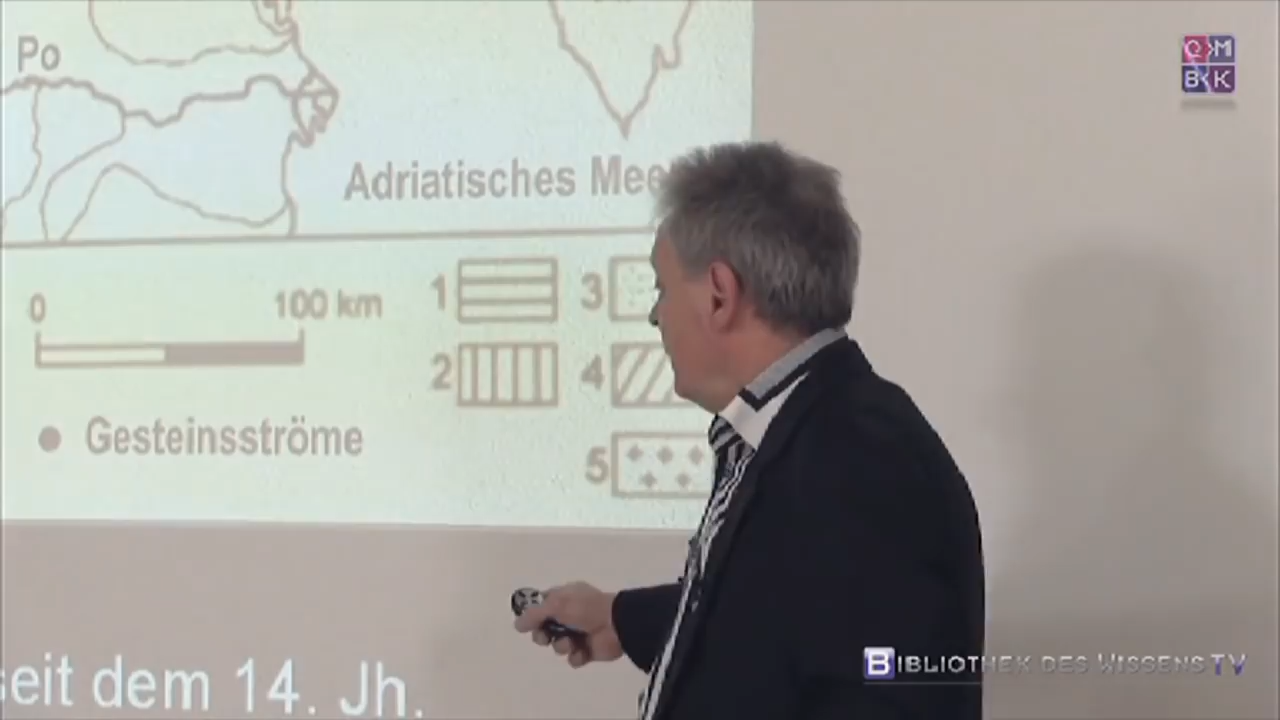 Po
Adriatisches Mee
0 100 km
1
3
2
4
Gesteinsströme
5
seit dem 14. Jh.
Q M
B K
BIBLIOTHEK DES WISSENS TV